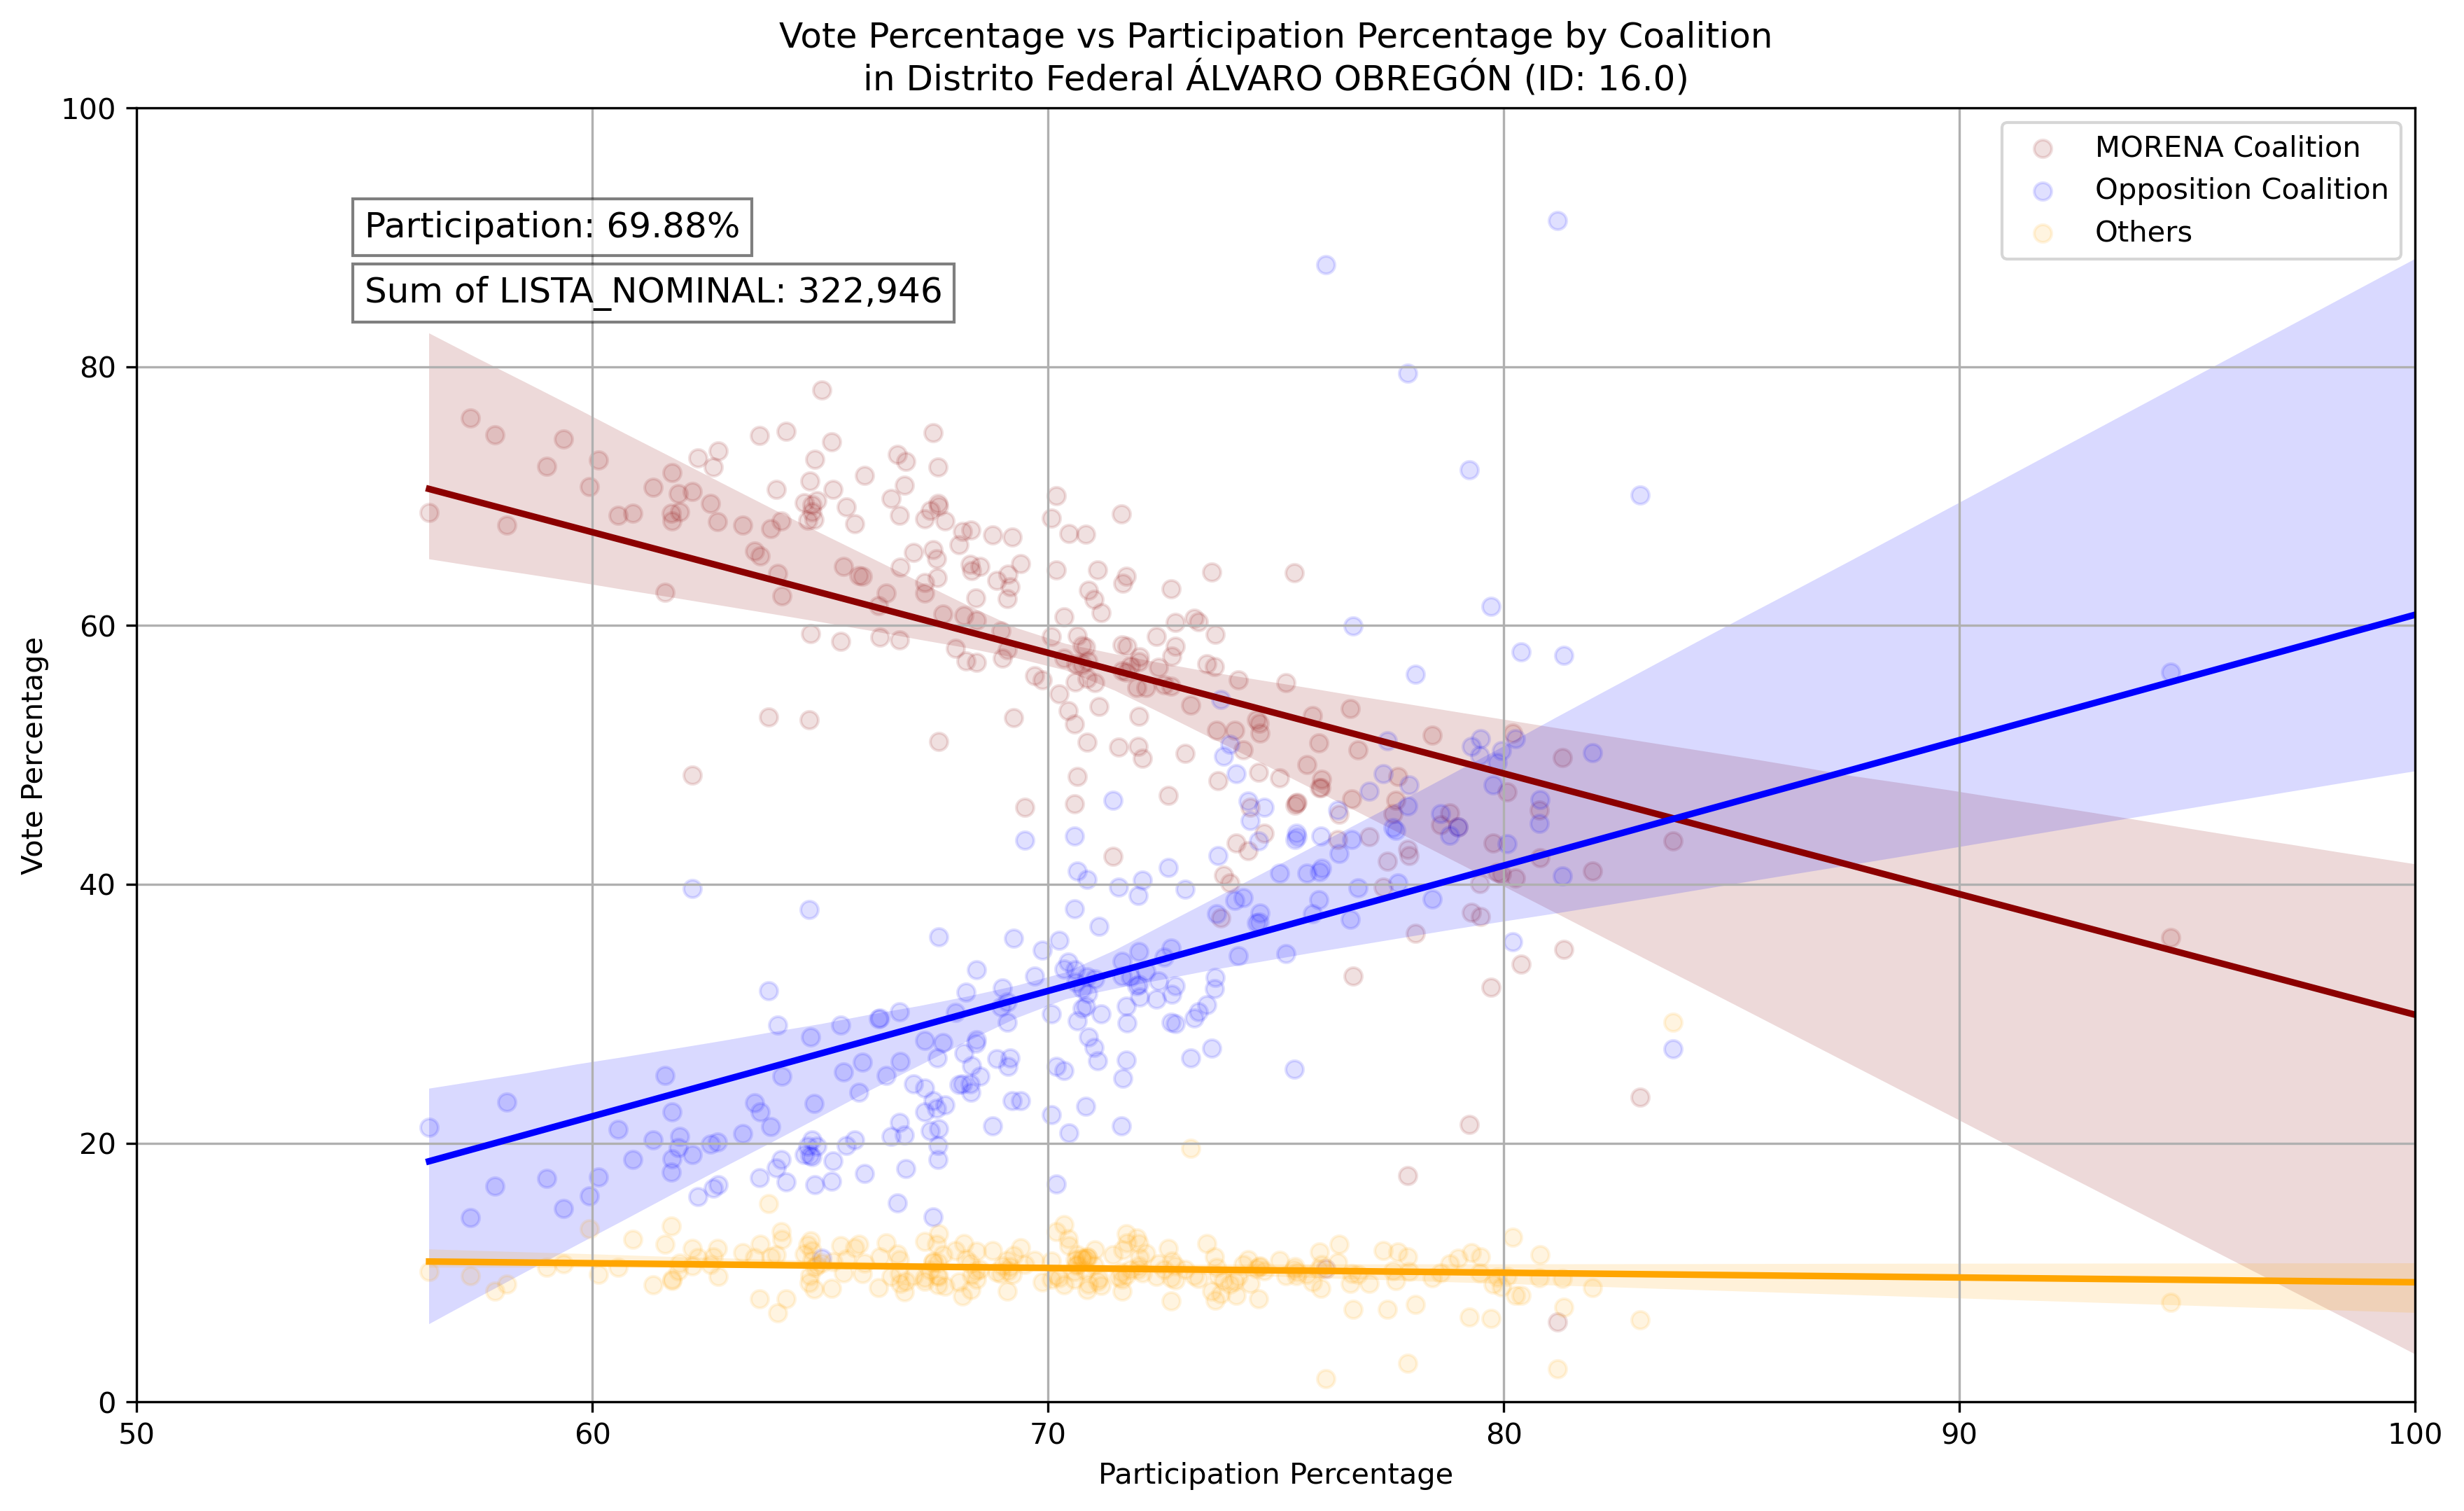 Vote Percentage vs Participation Percentage by Coalition
in Distrito Federal ÁLVARO OBREGÓN (ID: 16.0)
100
80
60
40
20
0
Vote Percentage
Participation: 69.88%
Sum of LISTA_NOMINAL: 322,946
MORENA Coalition
Opposition Coalition
Others
50
60
70
80
90
100
Participation Percentage